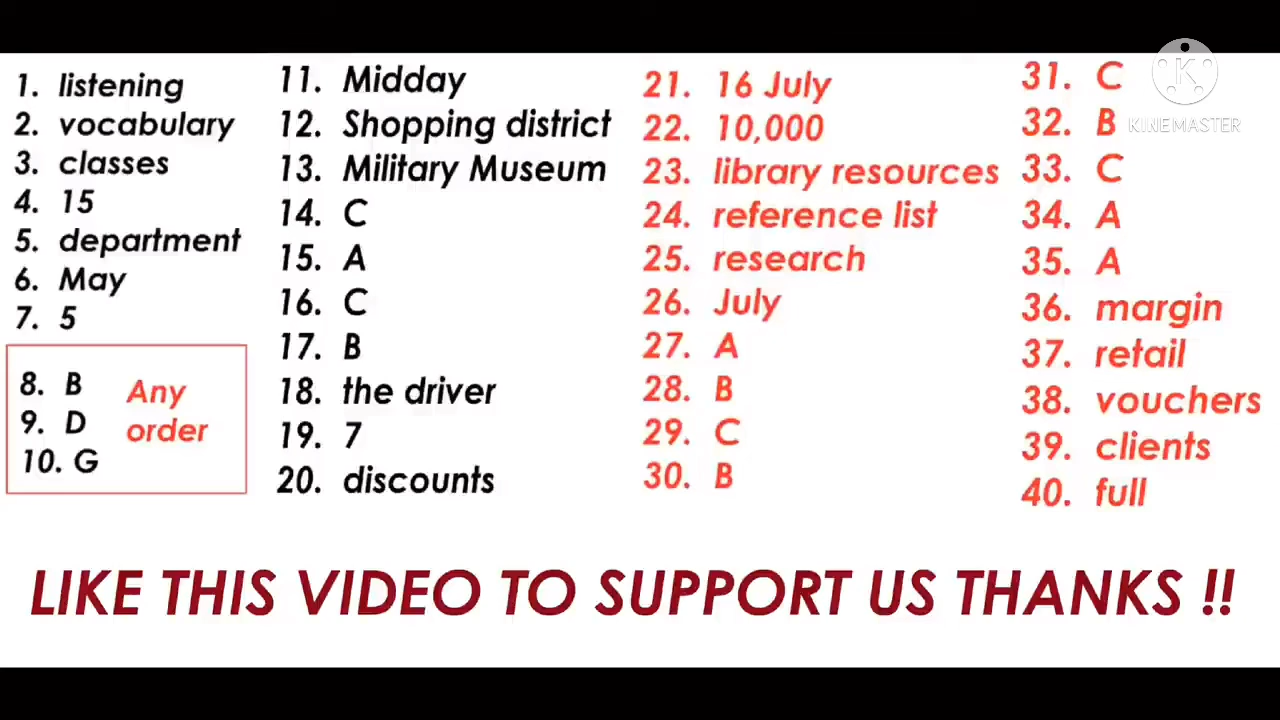 1. listening
2. vocabulary
3. classes
4. 15
5. department
6. May
7. 5
8. B
9. D
10. G
Any
order
11. Midday
12. Shopping district
13. Military Museum
14. C
15. A
16. C
17. B
18. the driver
19. 7
20. discounts
21. 16 July
22. 10,000
23. library resources
24. reference list
25. research
26. July
27. A
28. B
29. C
30. B
31. C
32. B
33. C
34. A
35. A
36. margin
37. retail
38. vouchers
39. clients
40. full
K
KINEMASTER
LIKE THIS VIDEO TO SUPPORT US THANKS !!